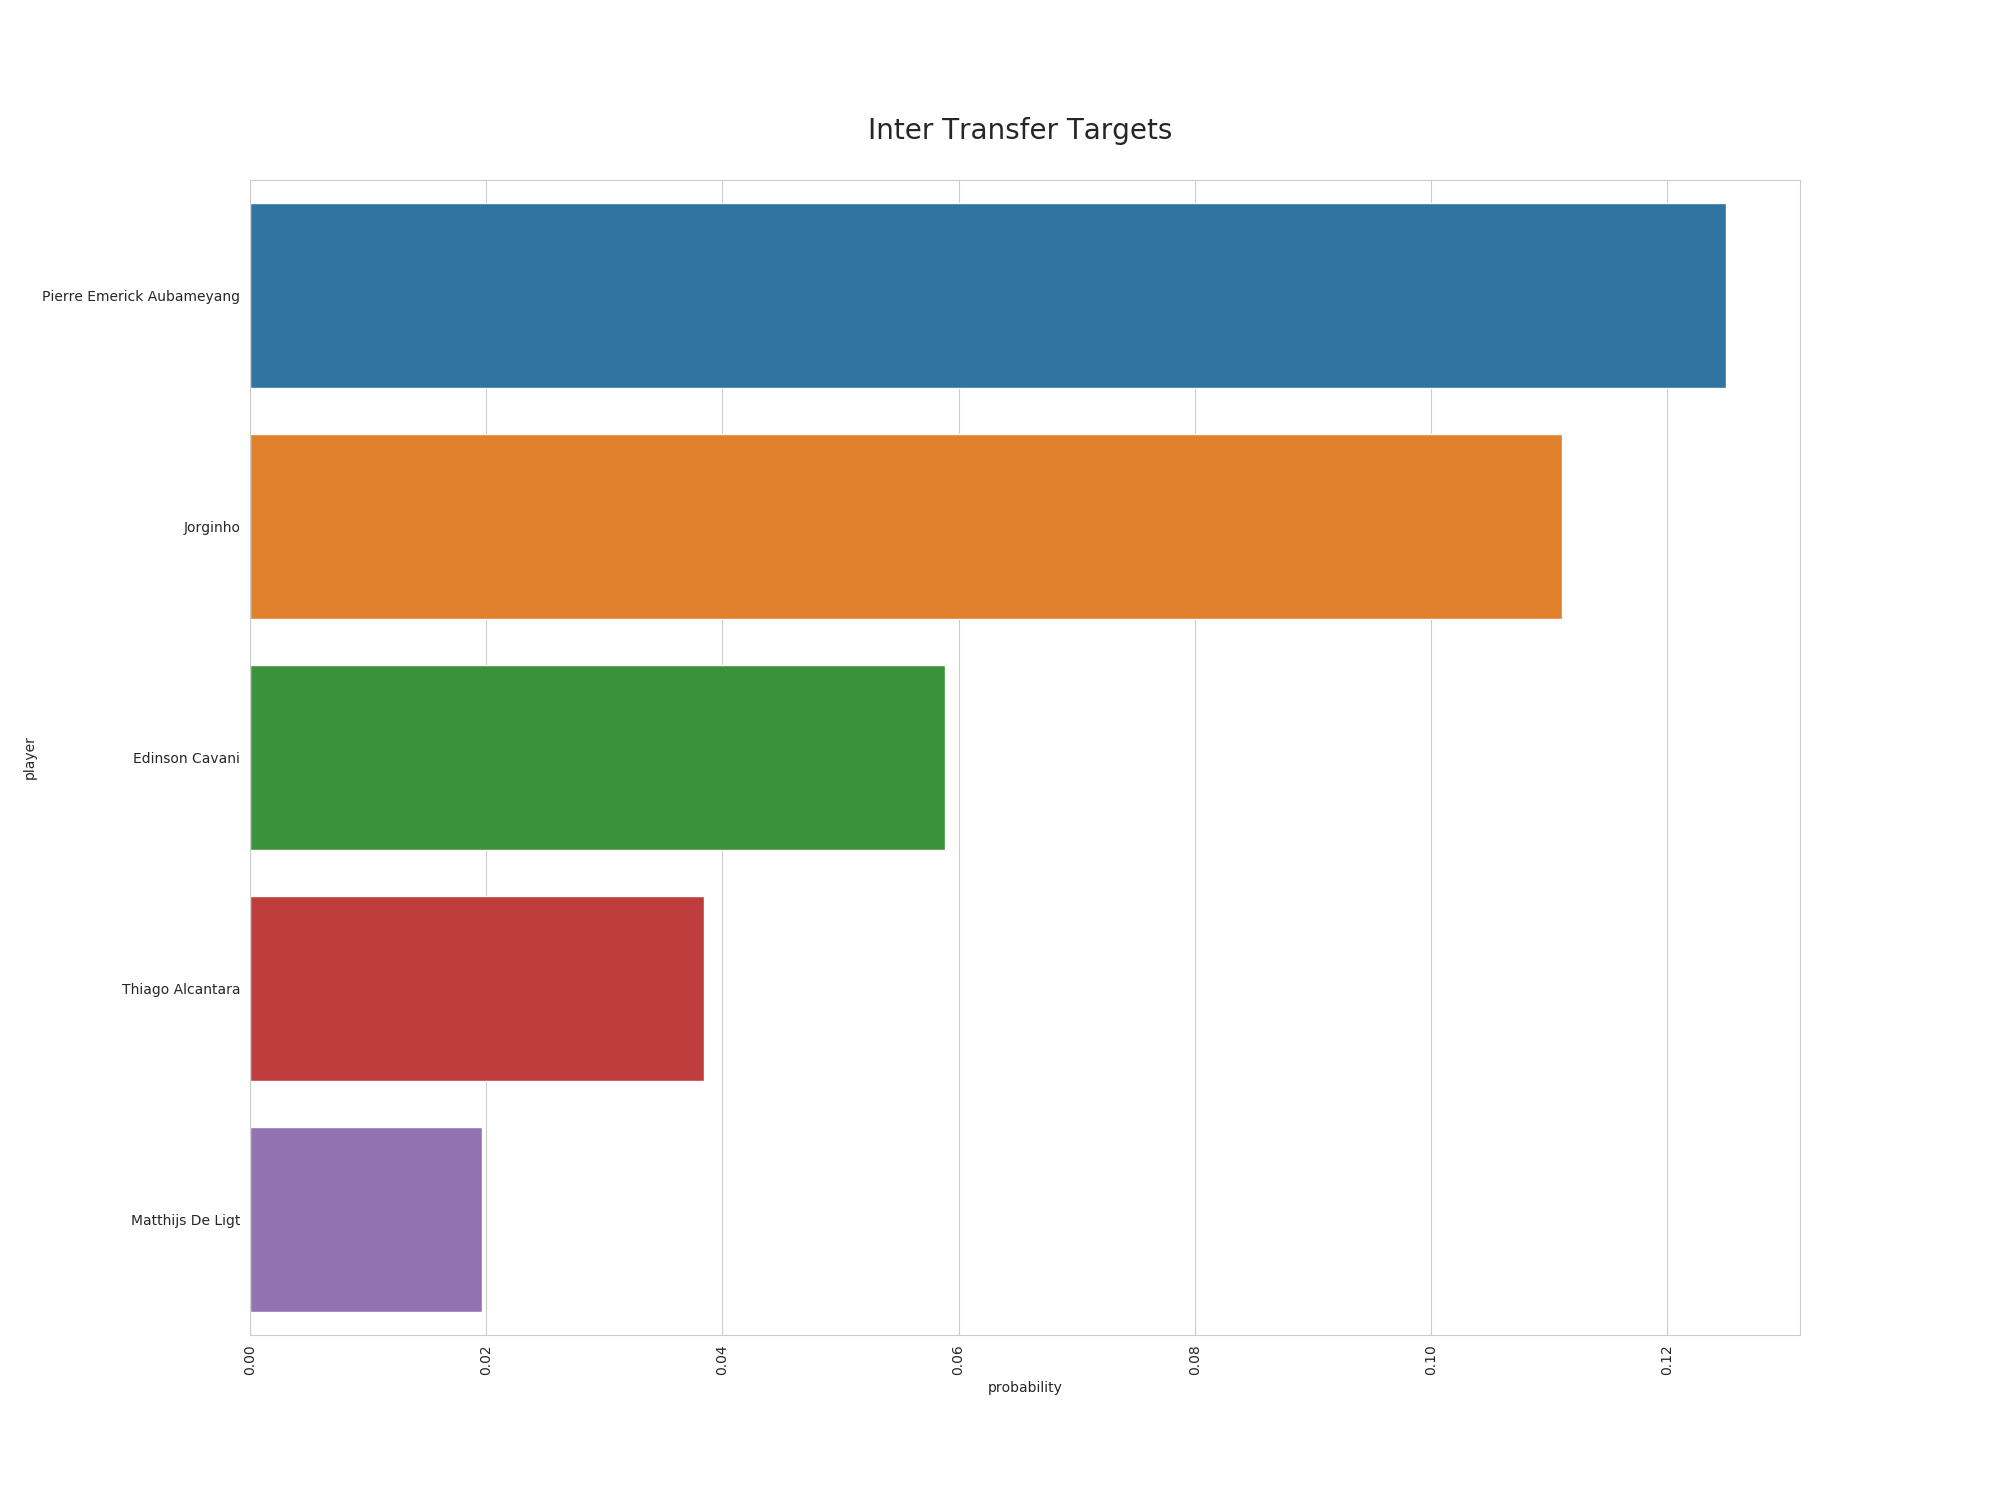 Inter Transfer Targets
Pierre Emerick Aubameyang
Jorginho
Edinson Cavani
Thiago Alcantara
Matthijs De Ligt
player
0.00
0.02
0.04
0.06
0.08
0.10
0.12
probability